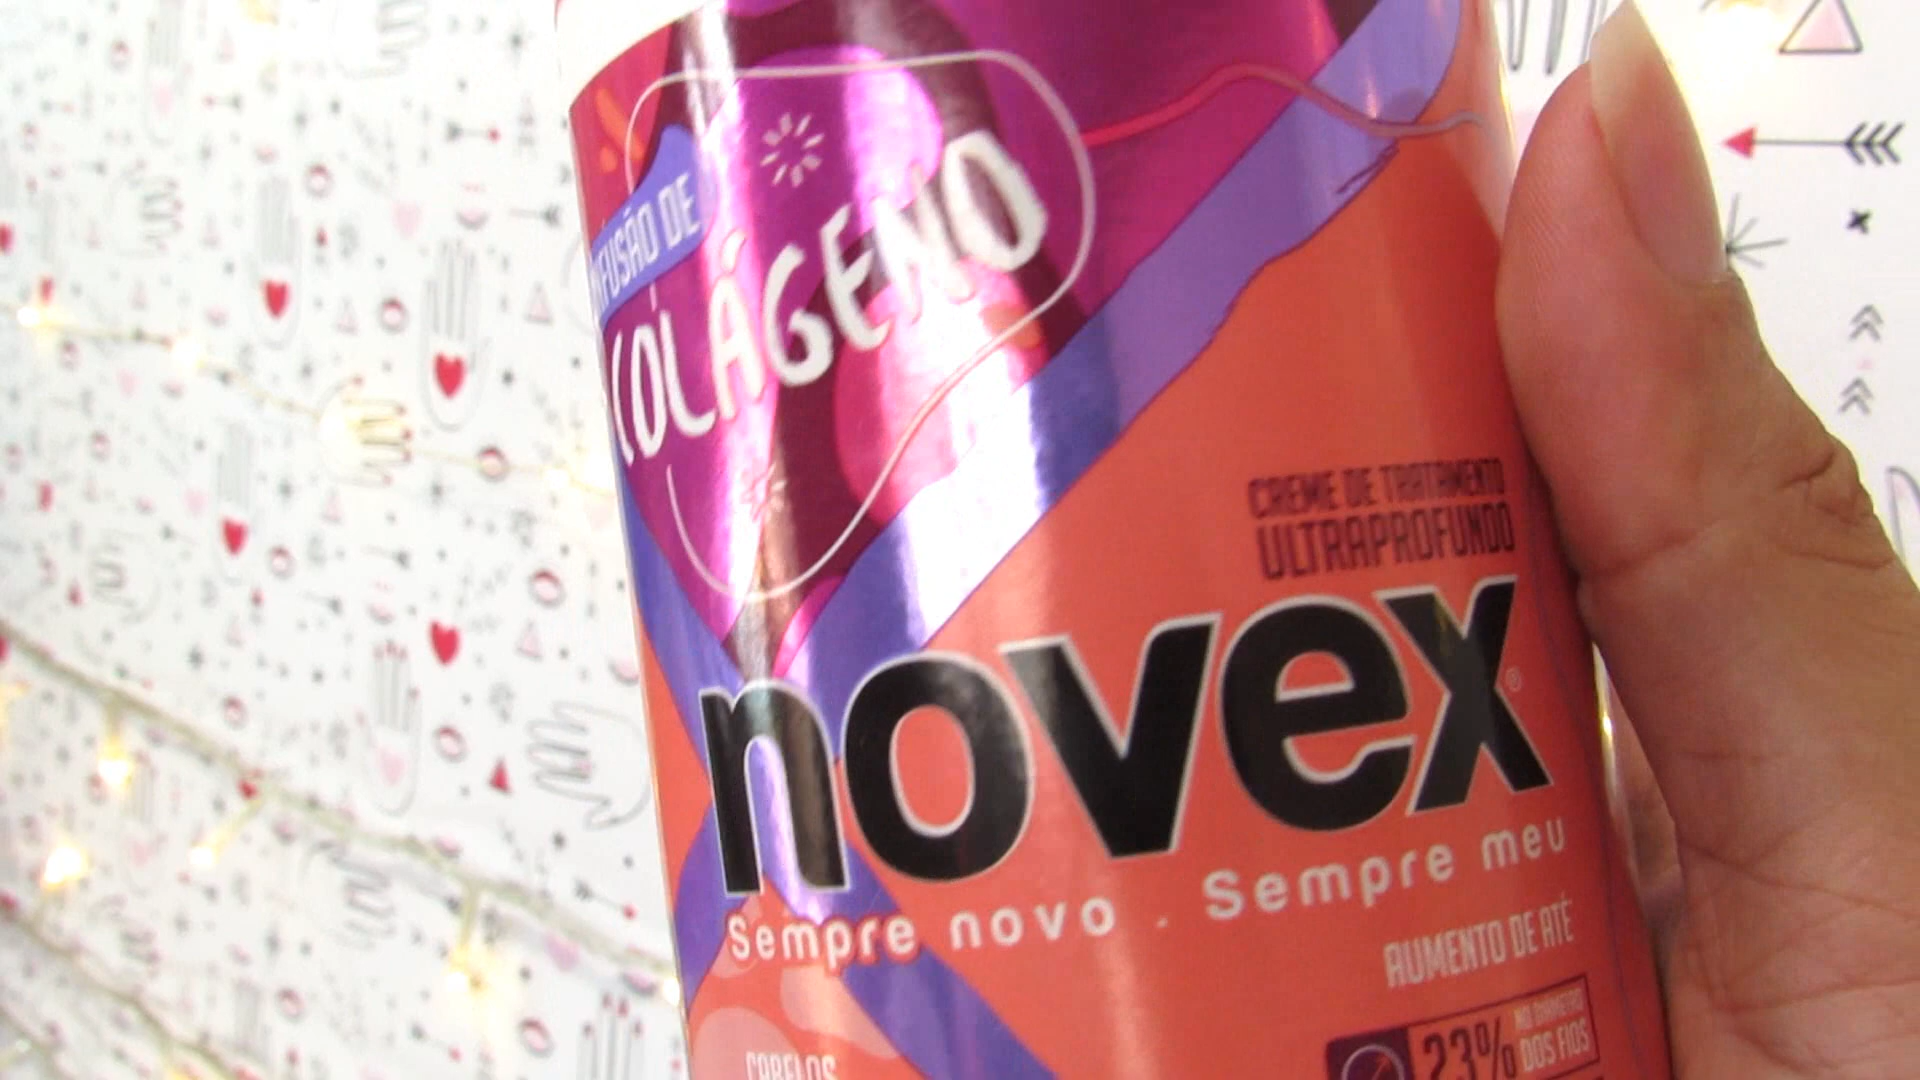 INFUSÃO DE
COLÁGENO
CREME DE TRATAMENTO
ULTRAPROFUNDO
novex®
Sempre novo - Sempre meu
AUMENTO DE ATÉ
23% NO DIÂMETRO
DOS FIOS
CABELOS